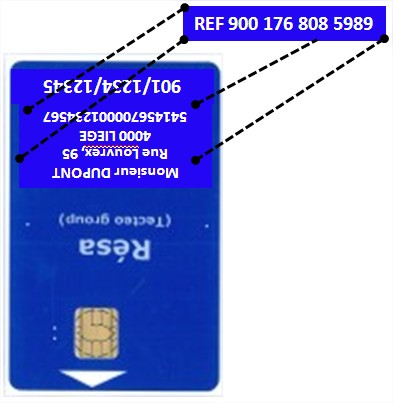 REF 900 176 808 5989
Résa
(Tecteo group)
Monsieur DUPONT
Rue Louvrex, 95
4000 LIEGE
541456700001234567
901/1234/12345